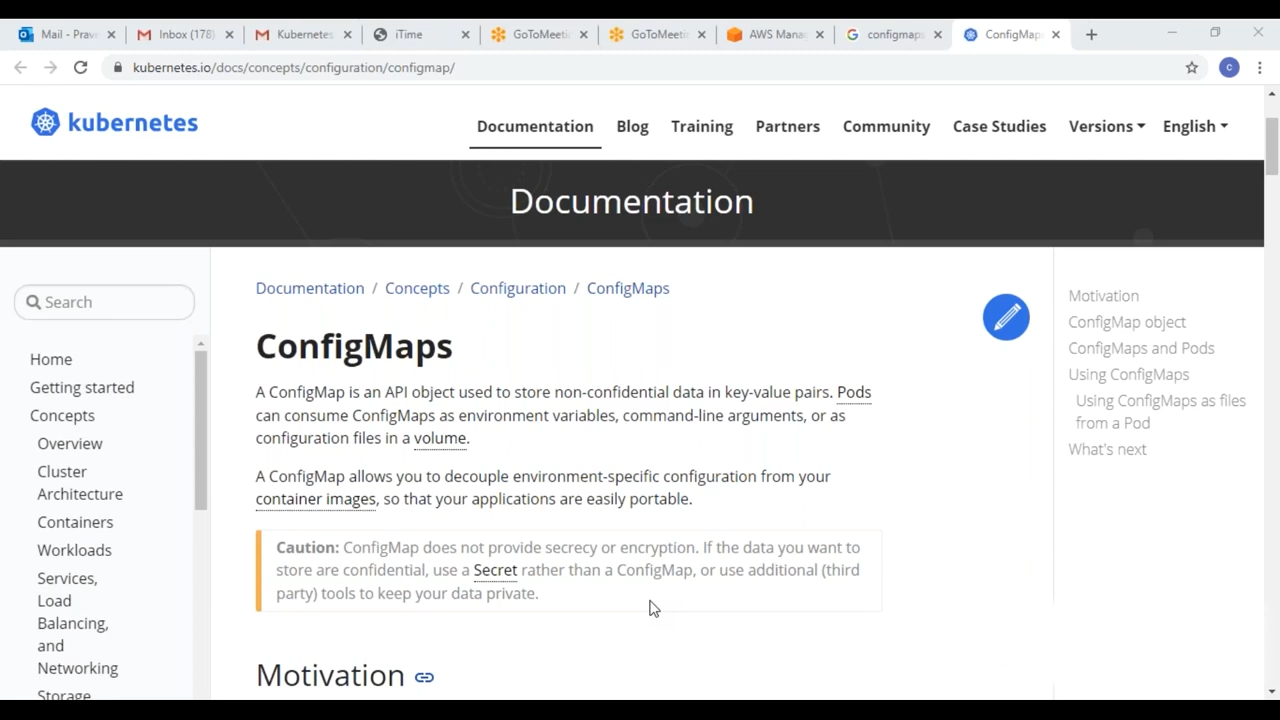 Mail - Prave
Inbox (178)
Kubernetes
iTime
GoToMeeti
GoToMeeti
AWS Mana
configmaps
ConfigMaps
kubernetes.io/docs/concepts/configuration/configmap/
C
kubernetes
Documentation Blog Training Partners Community Case Studies Versions English
Documentation
Search
Home
Getting started
Concepts
Overview
Cluster
Architecture
Containers
Workloads
Services,
Load
Balancing,
and
Networking
Storage
Documentation / Concepts / Configuration / ConfigMaps
ConfigMaps
A ConfigMap is an API object used to store non-confidential data in key-value pairs. Pods
can consume ConfigMaps as environment variables, command-line arguments, or as
configuration files in a volume.
A ConfigMap allows you to decouple environment-specific configuration from your
container images, so that your applications are easily portable.
Caution: ConfigMap does not provide secrecy or encryption. If the data you want to
store are confidential, use a Secret rather than a ConfigMap, or use additional (third
party) tools to keep your data private.
Motivation
Motivation
ConfigMap object
ConfigMaps and Pods
Using ConfigMaps
Using ConfigMaps as files
from a Pod
What's next